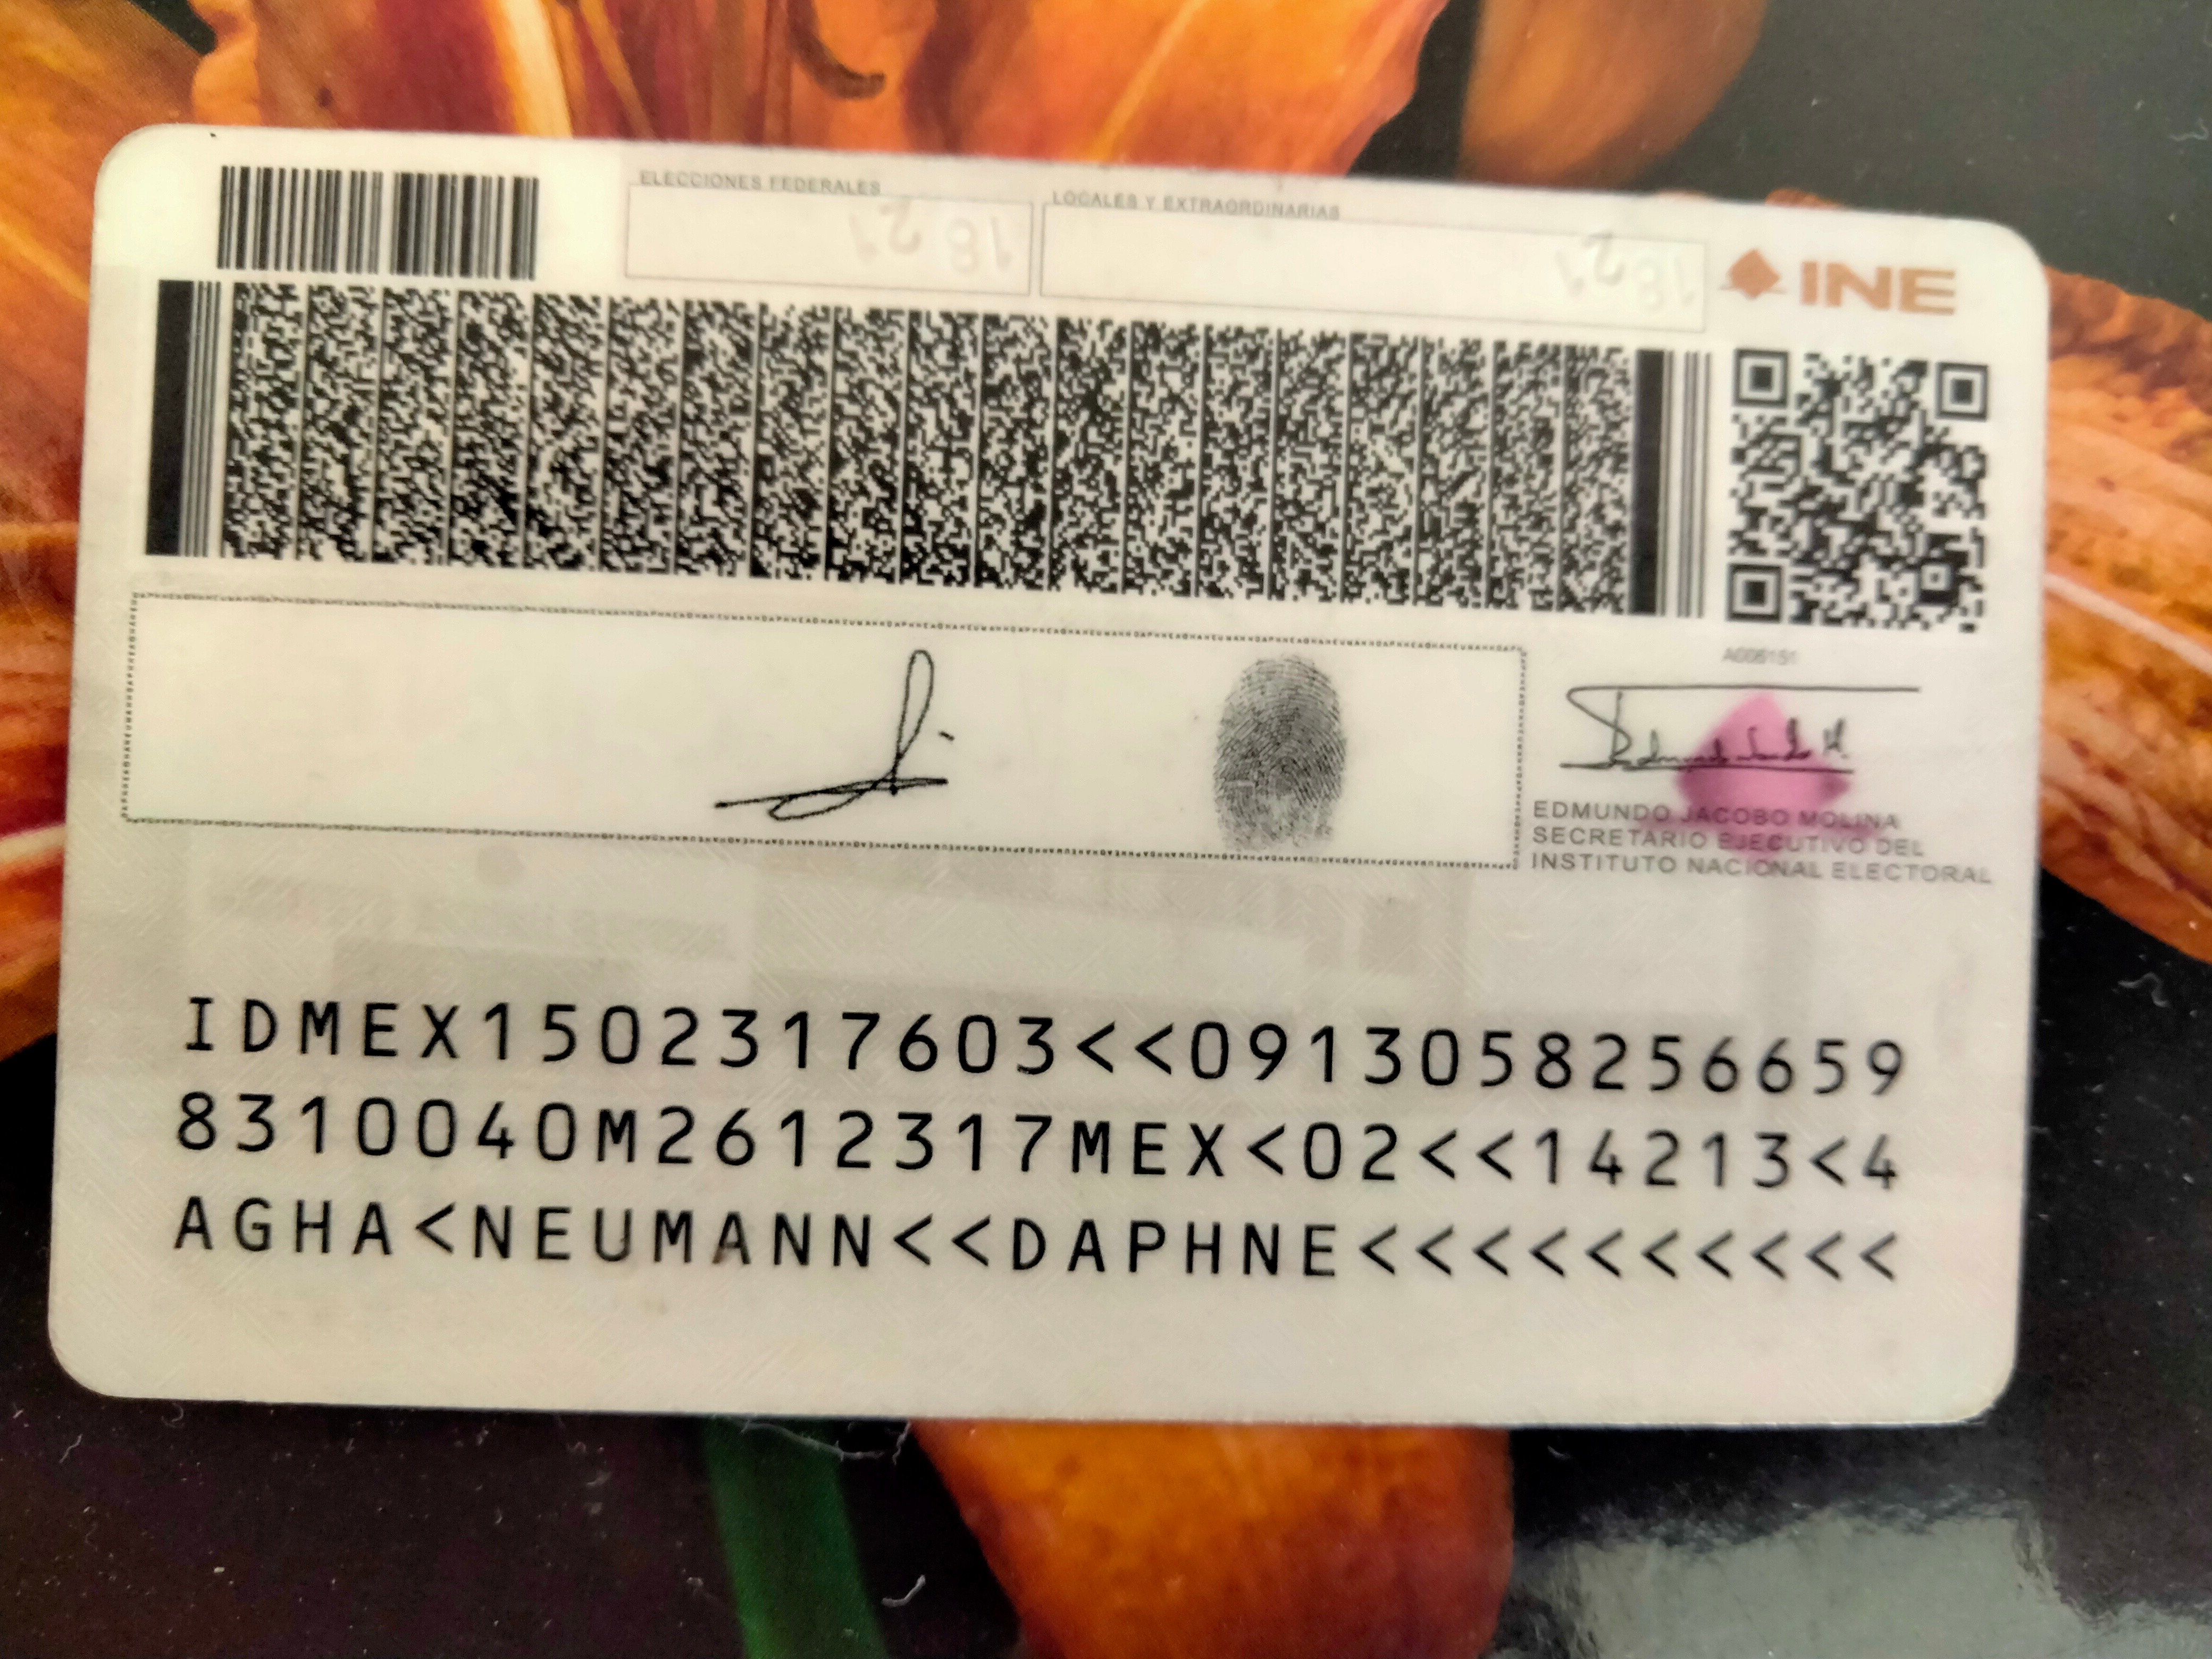 ELECCIONES FEDERALES
LOCALES Y EXTRAORDINARIAS
18 21
18 21
INE
EDMUNDO JACOBO MOLINA
SECRETARIO EJECUTIVO DEL
INSTITUTO NACIONAL ELECTORAL
IDMEX1502317603<<0913058256659
8310040M2612317MEX<02<<14213<4
AGHA<NEUMANN<<DAPHNE<<<<<<<<<<